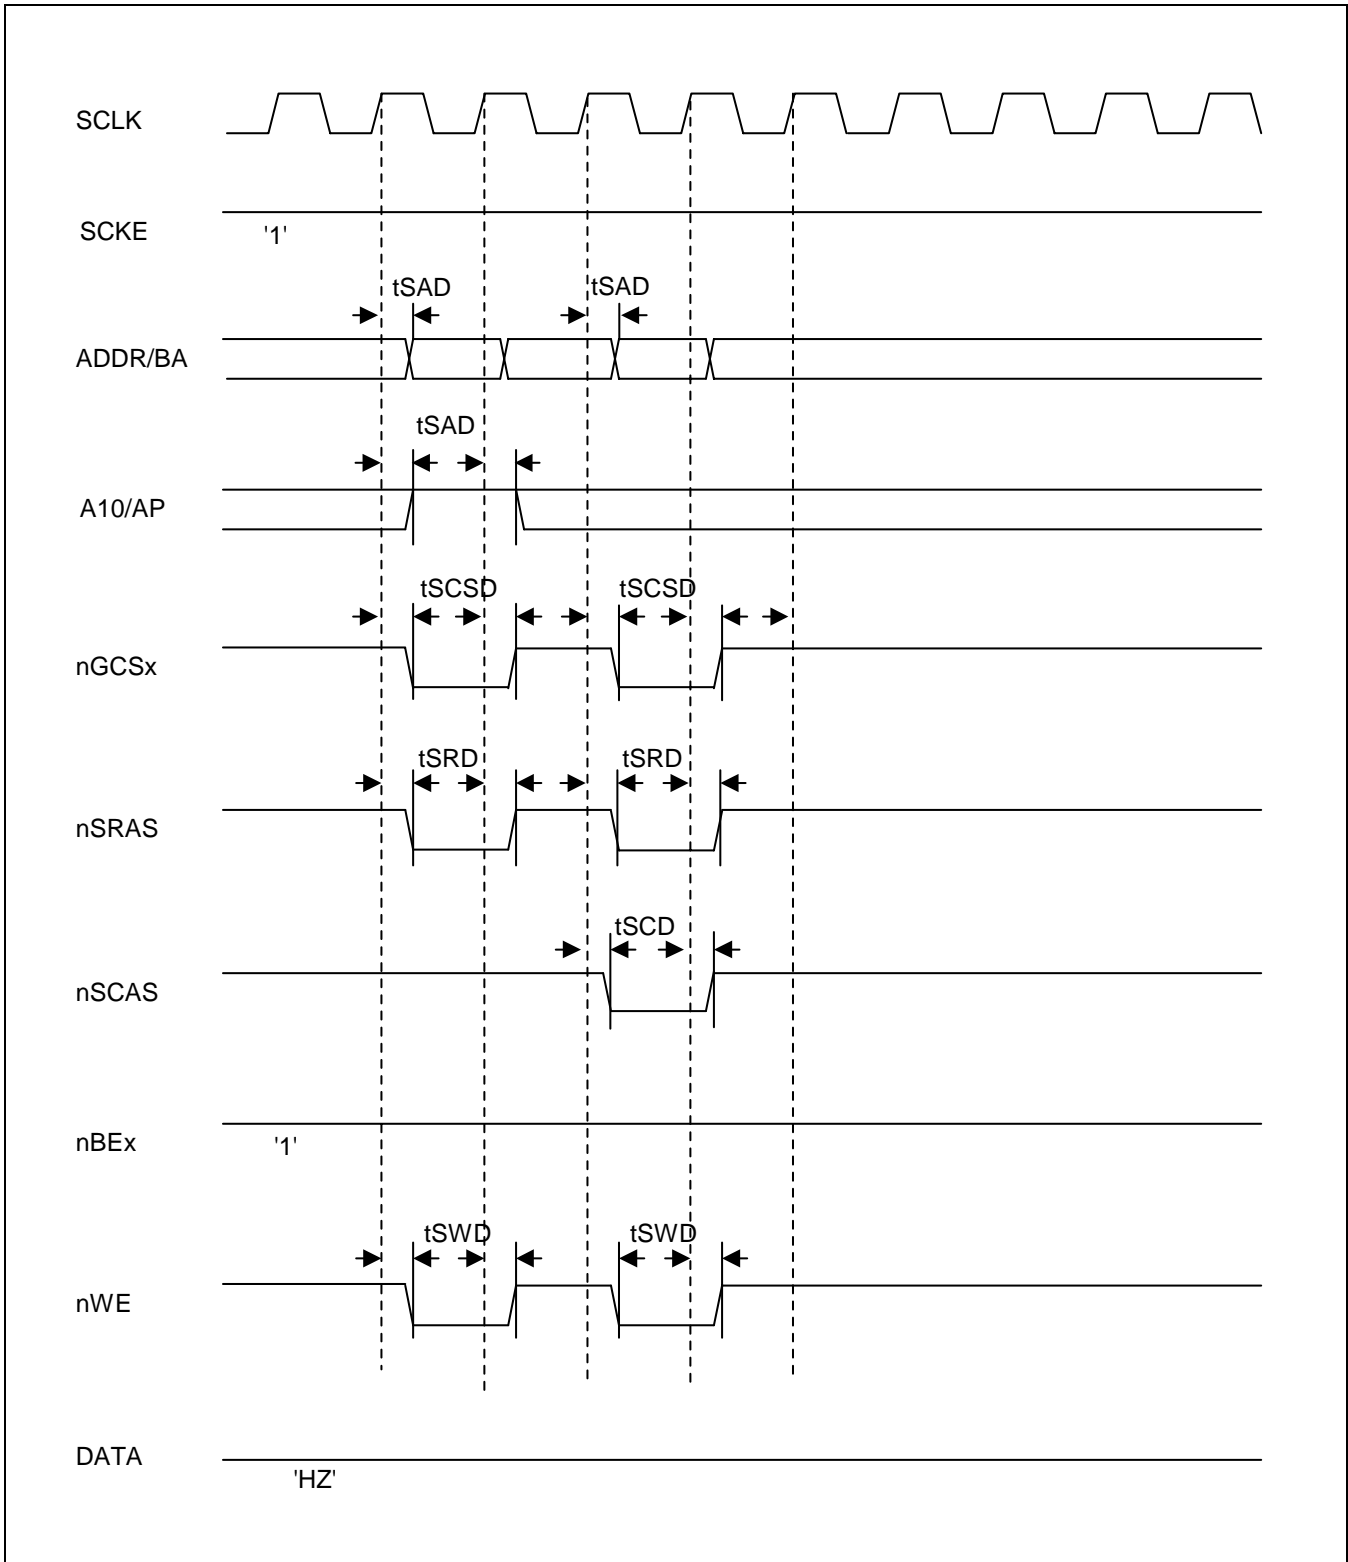 SCLK
SCKE
'1'
tSAD
tSAD
ADDR/BA
tSAD
A10/AP
tSCSD
tSCSD
nGCSx
tSRD
tSRD
nSRAS
tSCD
nSCAS
nBEx
'1'
tSWD
tSWD
nWE
DATA
'HZ'